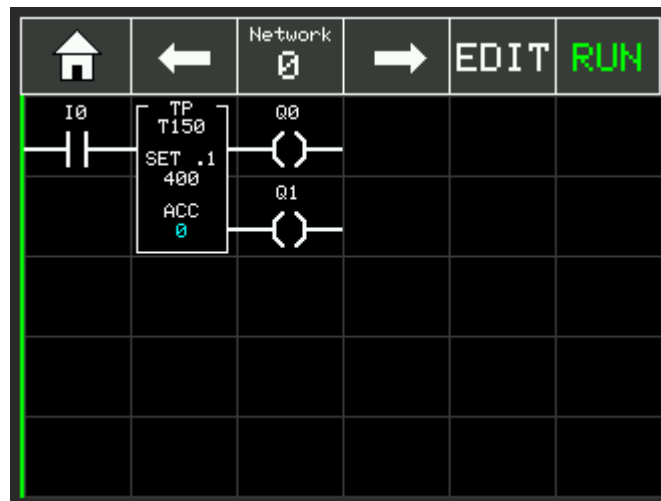 Network
0
EDIT
RUN
I0
TP
T150
SET .1
400
ACC
0
Q0
Q1